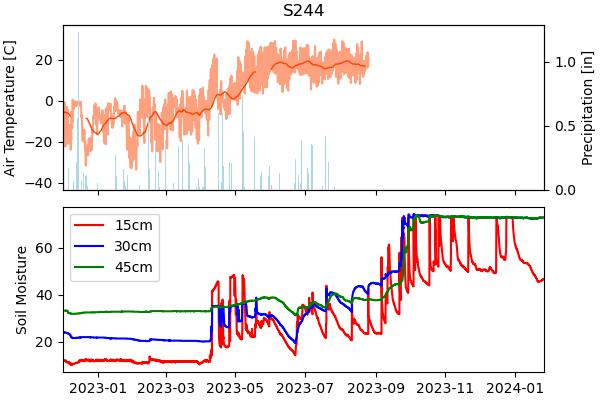 S244
Air Temperature [C]
20
0
−20
−40
Precipitation [in]
1.0
0.5
0.0
Soil Moisture
60
40
20
15cm
30cm
45cm
2023-01 2023-03 2023-05 2023-07 2023-09 2023-11 2024-01